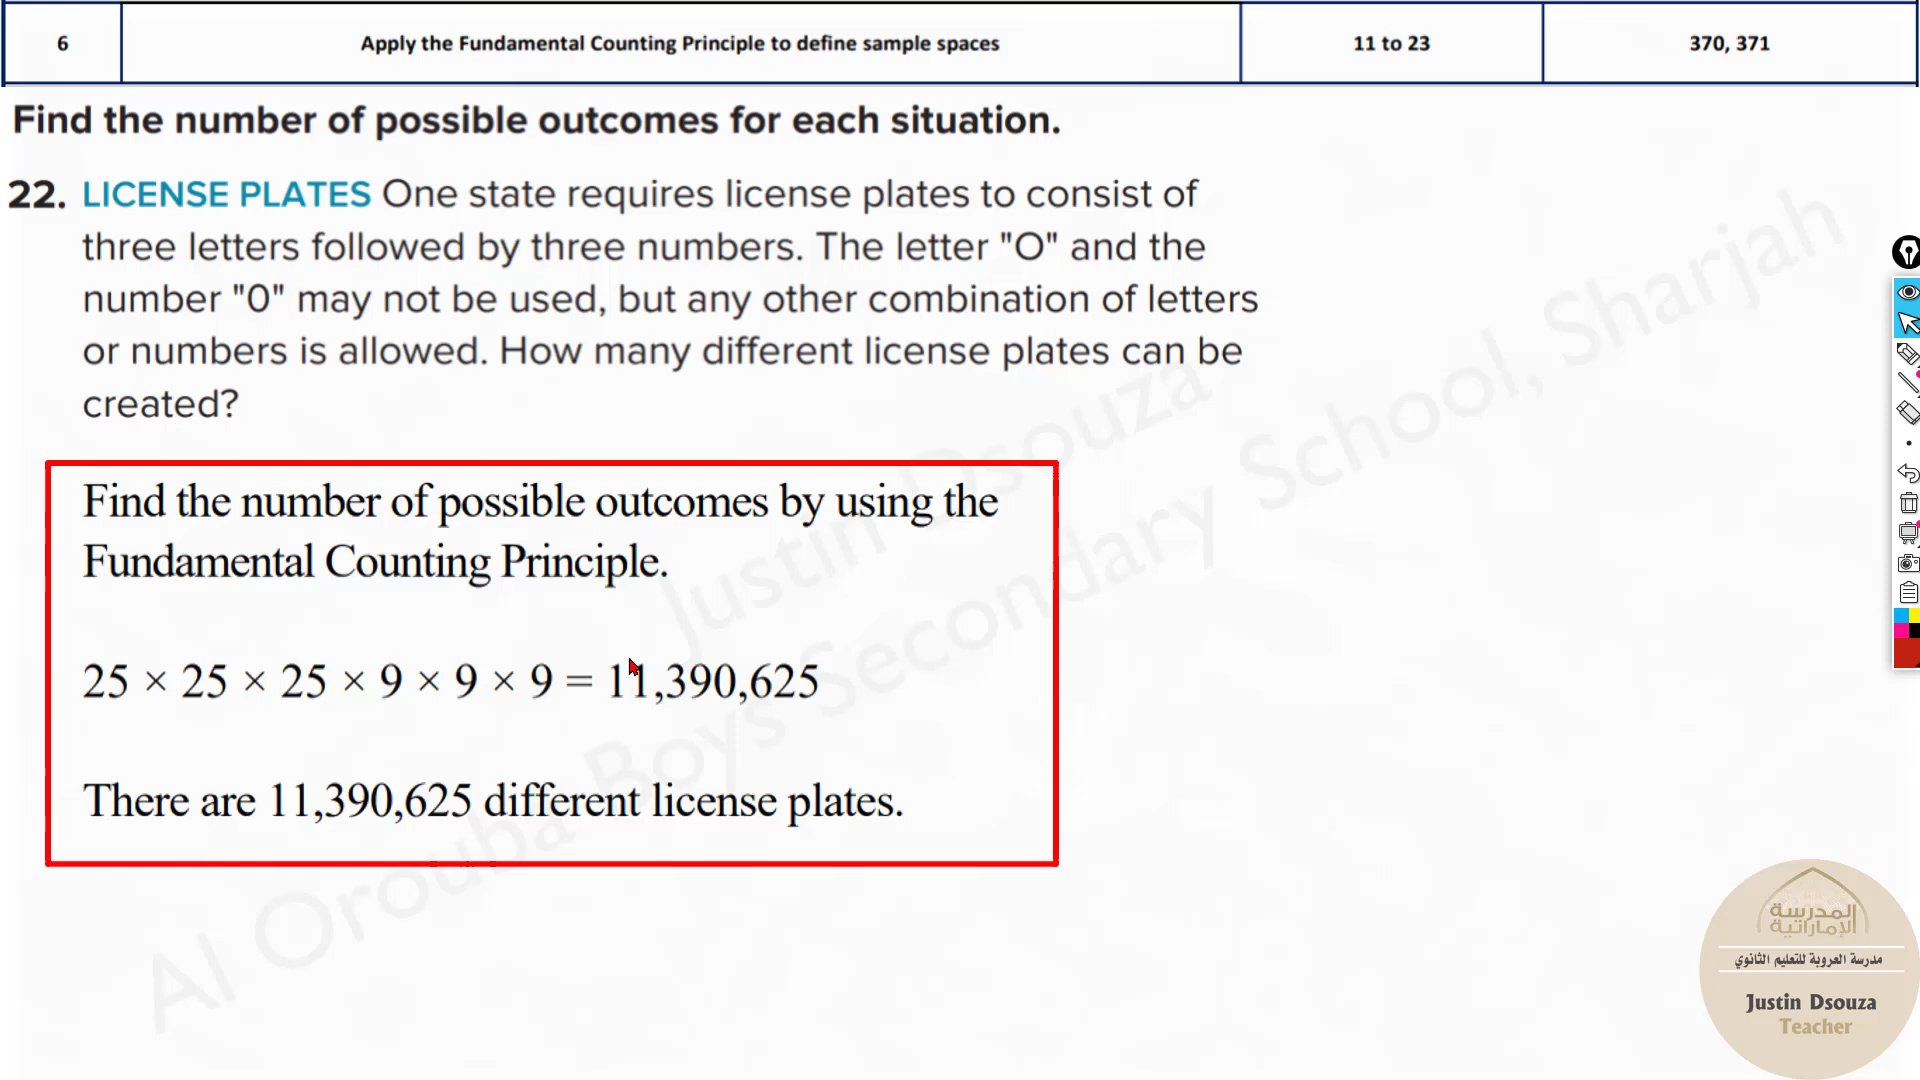 6 Apply the Fundamental Counting Principle to define sample spaces 11 to 23 370, 371
Find the number of possible outcomes for each situation.
22. LICENSE PLATES One state requires license plates to consist of
three letters followed by three numbers. The letter "O" and the
number "0" may not be used, but any other combination of letters
or numbers is allowed. How many different license plates can be
created?
Find the number of possible outcomes by using the
Fundamental Counting Principle.
25 × 25 × 25 × 9 × 9 × 9 = 11,390,625
There are 11,390,625 different license plates.
Justin Dsouza
Al Orouba Boys Secondary School, Sharjah
المدرسة
الإماراتية
مدرسة العروبة للتعليم الثانوي
Justin Dsouza
Teacher